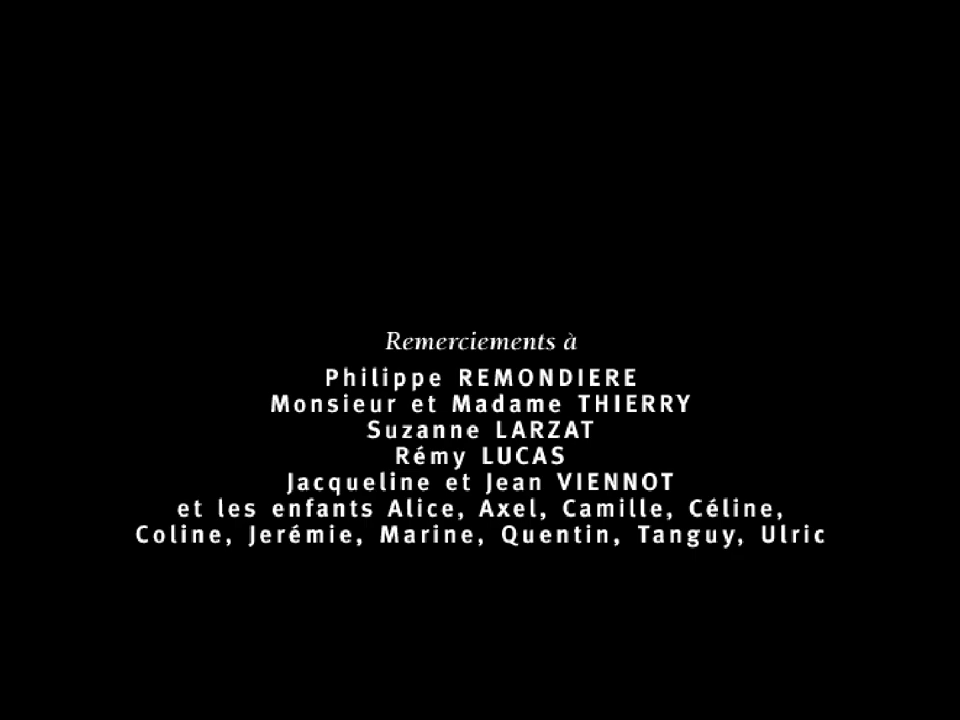 Remerciements à
Philippe REMONDIERE
Monsieur et Madame THIERRY
Suzanne LARZAT
Rémy LUCAS
Jacqueline et Jean VIENNOT
et les enfants Alice, Axel, Camille, Céline,
Coline, Jerémie, Marine, Quentin, Tanguy, Ulric